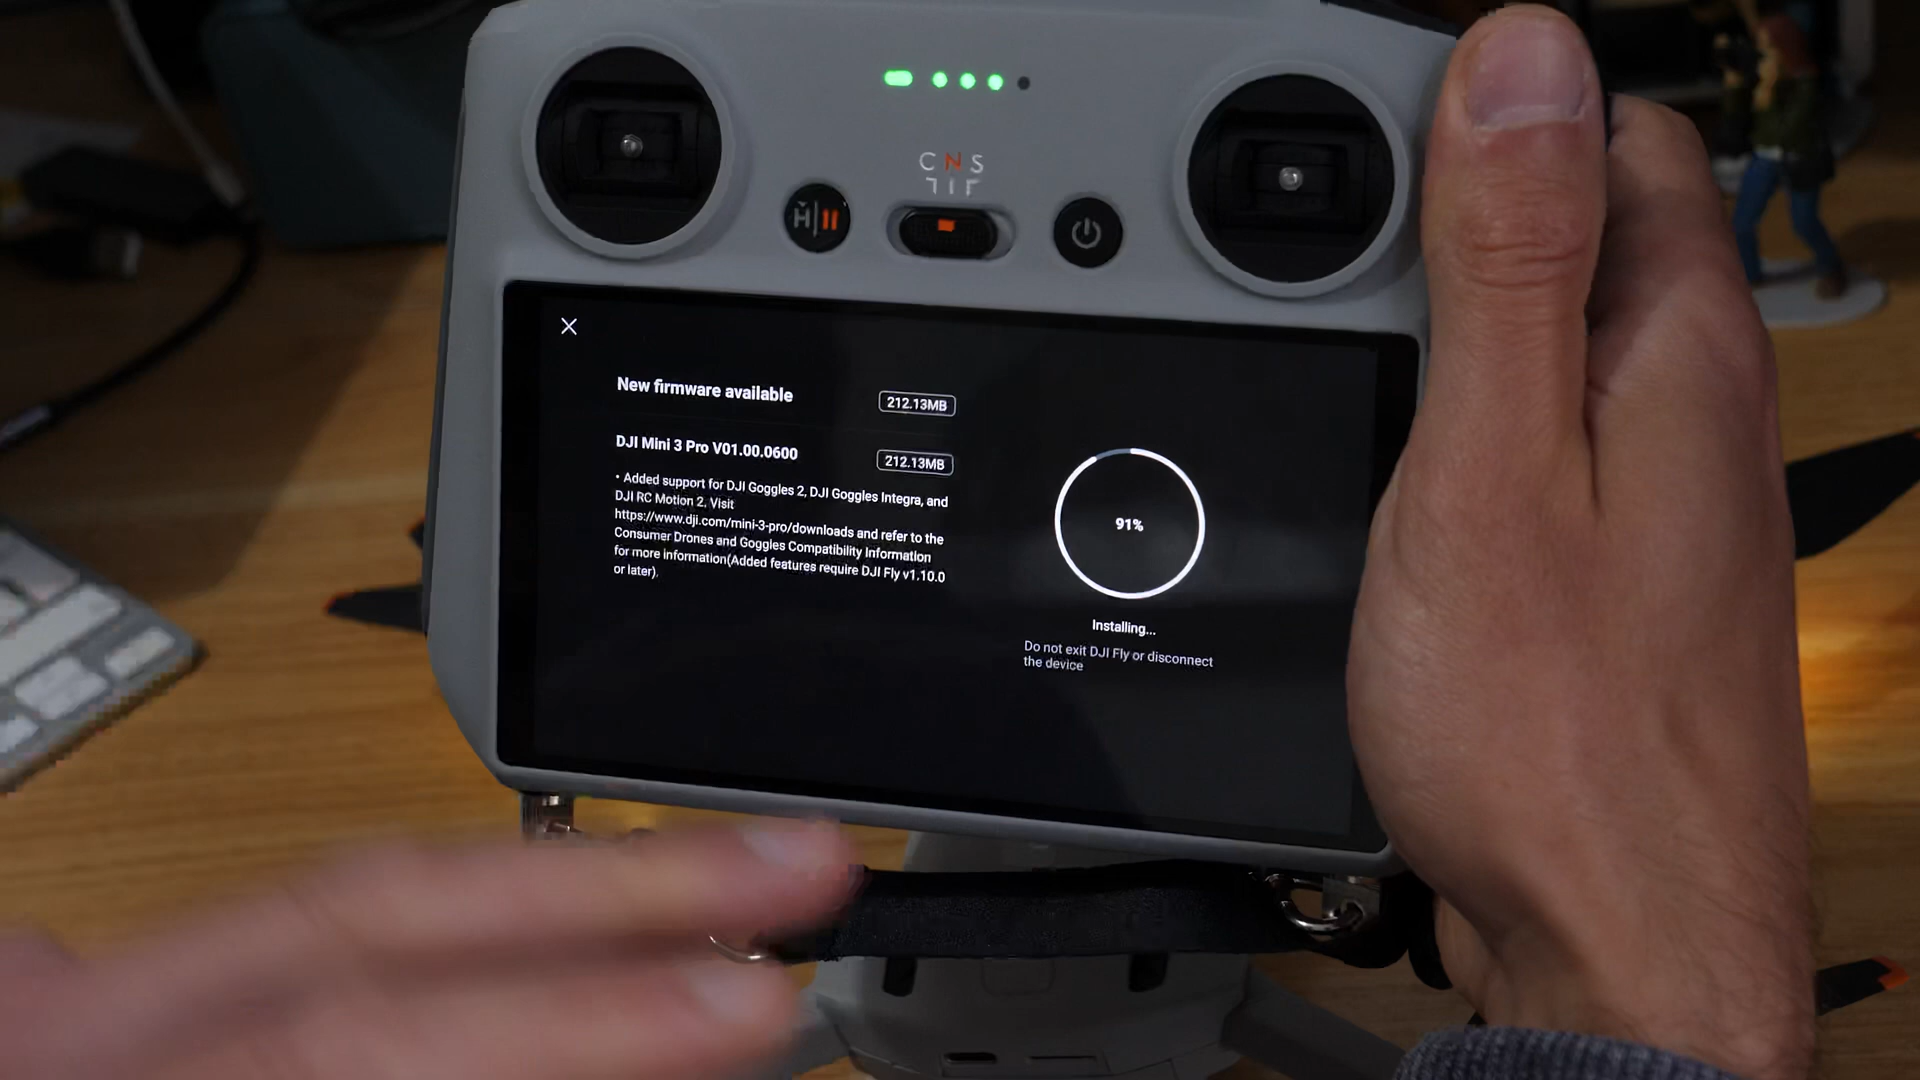 C N S
H
New firmware available
212.13MB
DJI Mini 3 Pro V01.00.0600
212.13MB
• Added support for DJI Goggles 2, DJI Goggles Integra, and
DJI RC Motion 2. Visit
https://www.dji.com/mini-3-pro/downloads and refer to the
Consumer Drones and Goggles Compatibility Information
for more information(Added features require DJI Fly v1.10.0
or later).
91%
Installing...
Do not exit DJI Fly or disconnect
the device